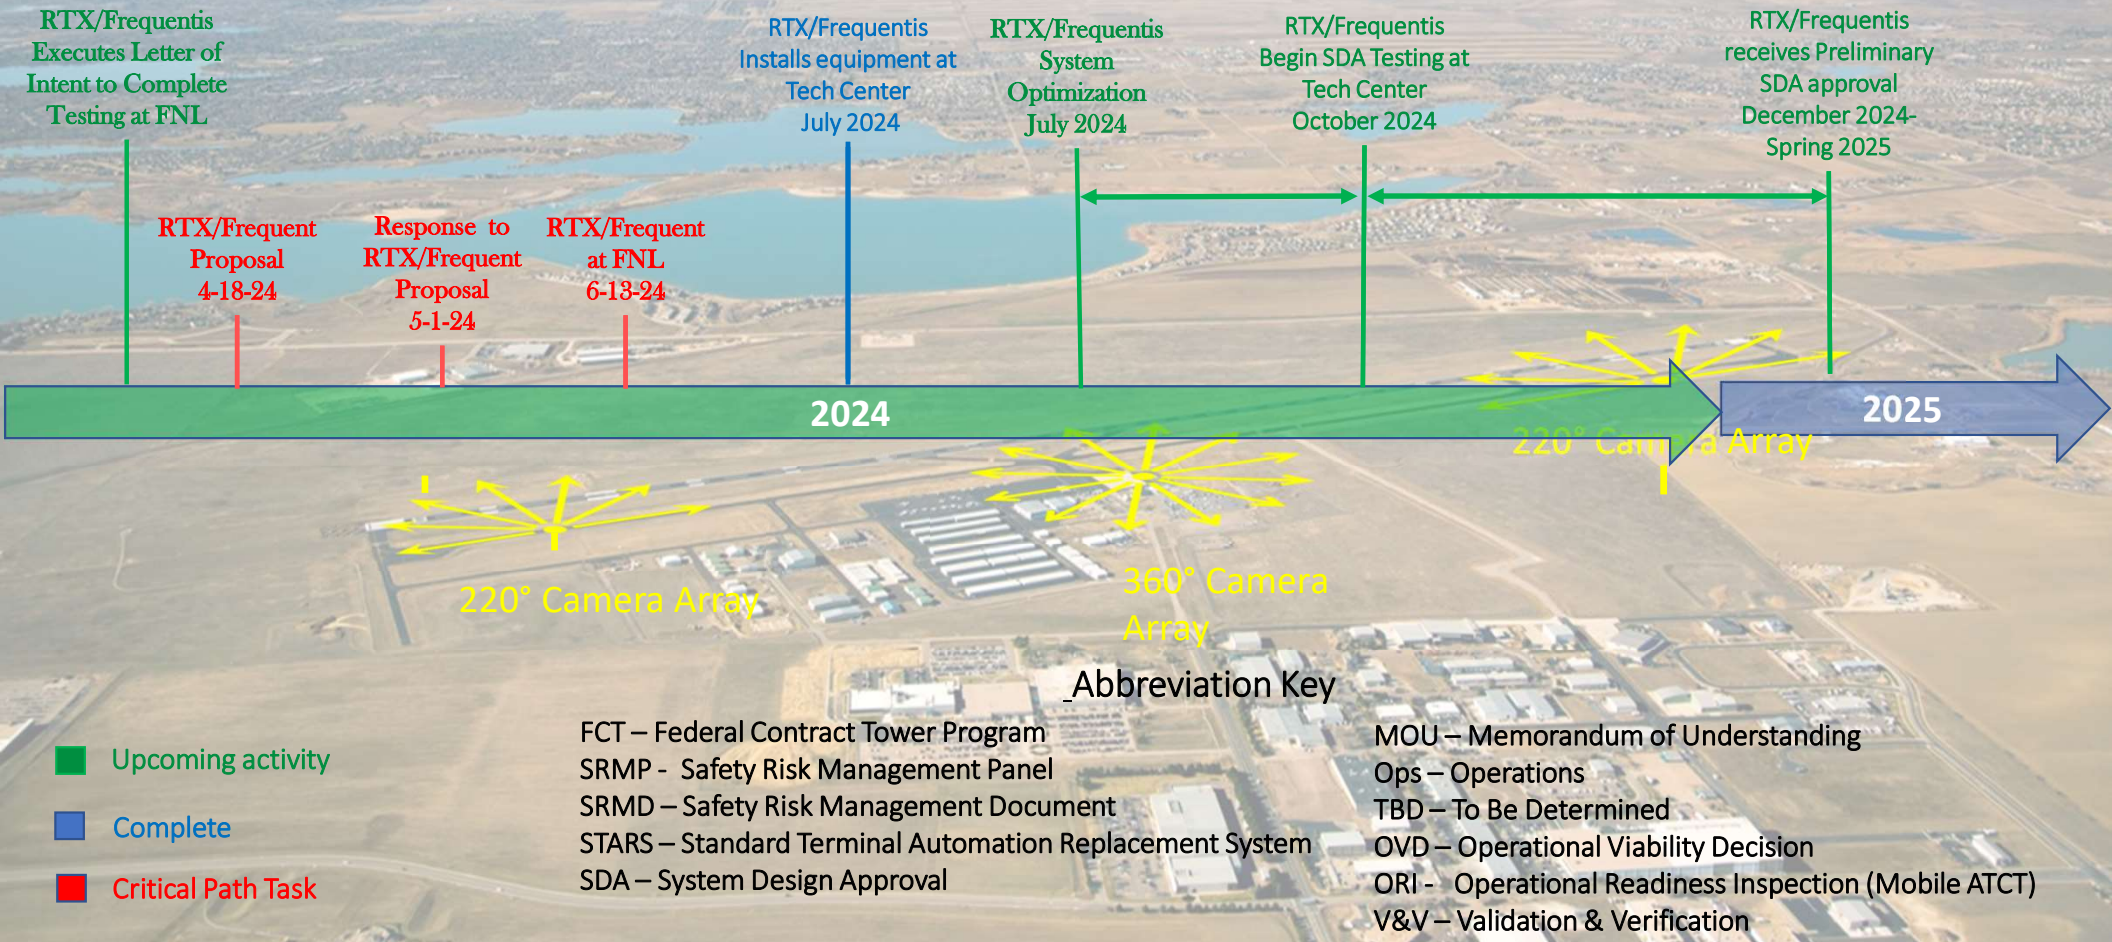 RTX/Frequentis
Executes Letter of
Intent to Complete
Testing at FNL
RTX/Frequent
Proposal
4-18-24
Response to
RTX/Frequent
Proposal
5-1-24
RTX/Frequent
at FNL
6-13-24
RTX/Frequentis
Installs equipment at
Tech Center
July 2024
RTX/Frequentis
System
Optimization
July 2024
RTX/Frequentis
Begin SDA Testing at
Tech Center
October 2024
RTX/Frequentis
receives Preliminary
SDA approval
December 2024-
Spring 2025
2024
2025
220° Camera Array
360° Camera
Array
220° Camera Array
Upcoming activity
Complete
Critical Path Task
_Abbreviation Key
FCT – Federal Contract Tower Program
SRMP - Safety Risk Management Panel
SRMD – Safety Risk Management Document
STARS – Standard Terminal Automation Replacement System
SDA – System Design Approval
MOU – Memorandum of Understanding
Ops – Operations
TBD – To Be Determined
OVD – Operational Viability Decision
ORI - Operational Readiness Inspection (Mobile ATCT)
V&V – Validation & Verification